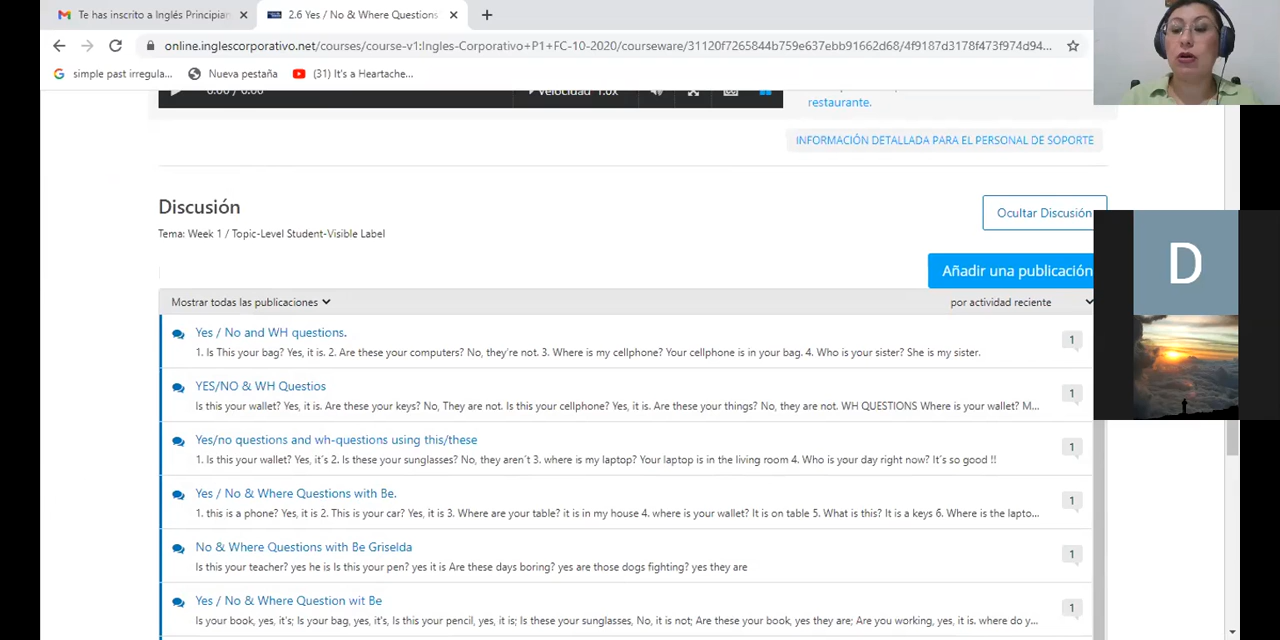 Te has inscrito a Inglés Principian
2.6 Yes / No & Where Questions
online.inglescorporativo.net/courses/course-v1:Ingles-Corporativo+P1+FC-10-2020/courseware/31120f7265844b759e637ebb91662d68/4f9187d3178f473f974d94...
simple past irregula...
Nueva pestaña
(31) It's a Heartache...
0:00 / 0:00
Velocidad 1.0x
restaurante.
INFORMACIÓN DETALLADA PARA EL PERSONAL DE SOPORTE
Discusión
Ocultar Discusión
Tema: Week 1 / Topic-Level Student-Visible Label
D
Añadir una publicación
Mostrar todas las publicaciones
por actividad reciente
Yes / No and WH questions.
1. Is This your bag? Yes, it is. 2. Are these your computers? No, they're not. 3. Where is my cellphone? Your cellphone is in your bag. 4. Who is your sister? She is my sister.
1
YES/NO & WH Questios
Is this your wallet? Yes, it is. Are these your keys? No, They are not. Is this your cellphone? Yes, it is. Are these your things? No, they are not. WH QUESTIONS Where is your wallet? M...
1
Yes/no questions and wh-questions using this/these
1. Is this your wallet? Yes, it´s 2. Is these your sunglasses? No, they aren´t 3. where is my laptop? Your laptop is in the living room 4. Who is your day right now? It´s so good !!
1
Yes / No & Where Questions with Be.
1. this is a phone? Yes, it is 2. This is your car? Yes, it is 3. Where are your table? it is in my house 4. where is your wallet? It is on table 5. What is this? It is a keys 6. Where is the lapto...
1
No & Where Questions with Be Griselda
Is this your teacher? yes he is Is this your pen? yes it is Are these days boring? yes are those dogs fighting? yes they are
1
Yes / No & Where Question wit Be
Is your book, yes, it's; Is your bag, yes, it's, Is this your pencil, yes, it is; Is these your sunglasses, No, it is not; Are these your book, yes they are; Are you working, yes, it is. where do y...
1